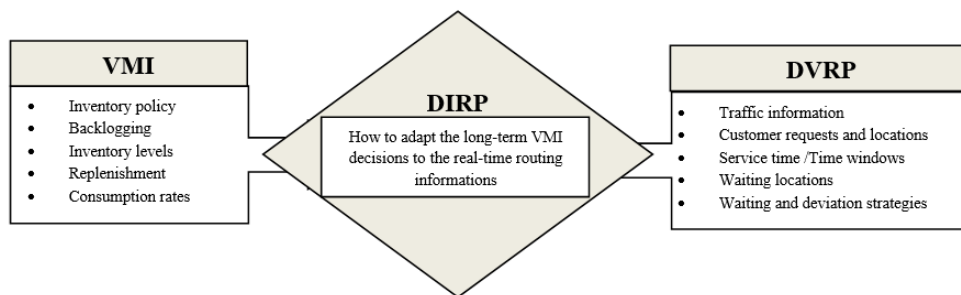 VMI
• Inventory policy
• Backlogging
• Inventory levels
• Replenishment
• Consumption rates
DIRP
How to adapt the long-term VMI
decisions to the real-time routing
informations
DVRP
• Traffic information
• Customer requests and locations
• Service time /Time windows
• Waiting locations
• Waiting and deviation strategies